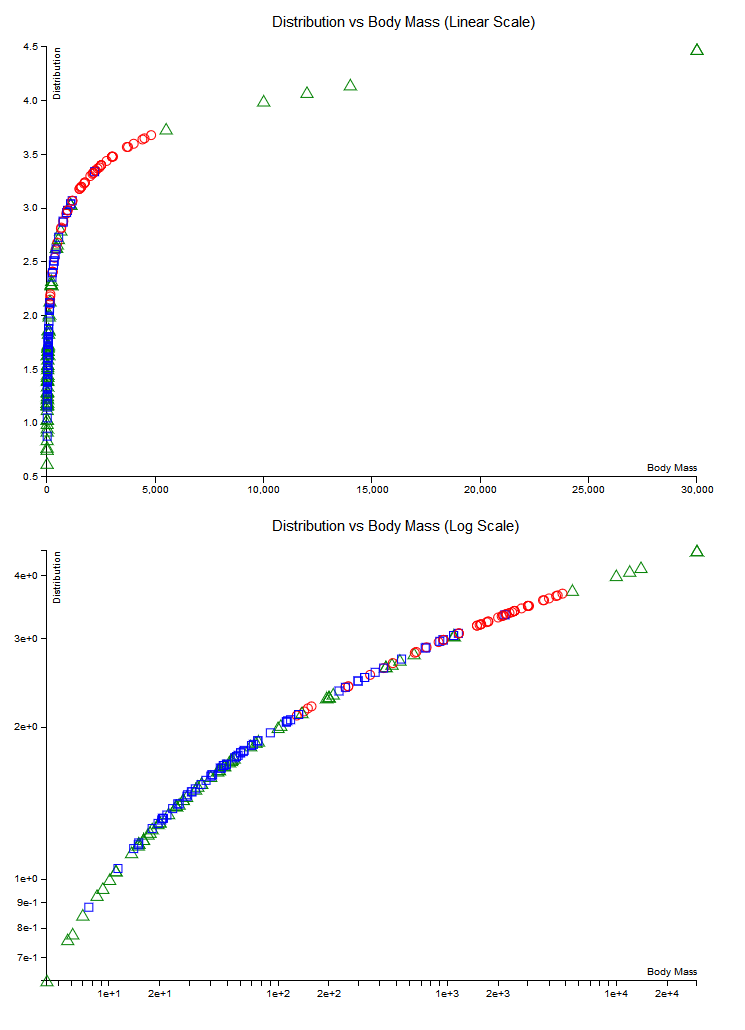 Distribution vs Body Mass (Linear Scale)
Distribution
4.5
4.0
3.5
3.0
2.5
2.0
1.5
1.0
0.5
Body Mass
0 5,000 10,000 15,000 20,000 25,000 30,000
Distribution vs Body Mass (Log Scale)
Distribution
4e+0
3e+0
2e+0
1e+0
9e-1
8e-1
7e-1
Body Mass
1e+1 2e+1 1e+2 2e+2 1e+3 2e+3 1e+4 2e+4